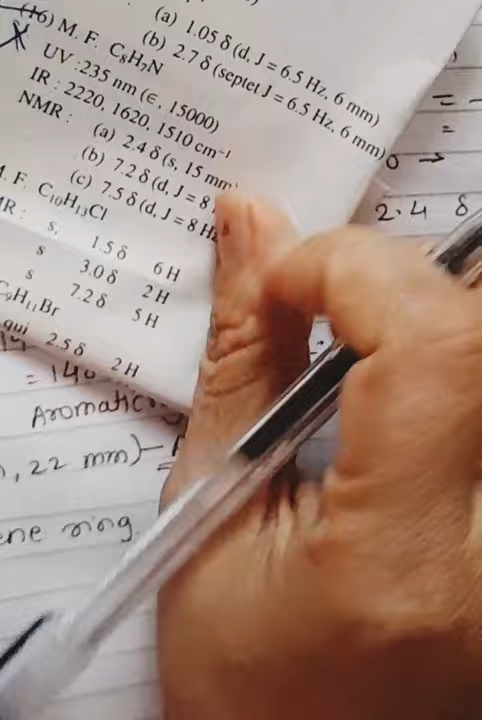 (a) 1.05 δ (d, J = 6.5 Hz, 6 mm)
(b) 2.7 δ (septet J = 6.5 Hz, 6 mm)
(16) M. F. C₈H₇N
UV : 235 nm (∈, 15000)
IR : 2220, 1620, 1510 cm⁻¹
NMR : (a) 2.4 δ (s, 15 mm
(b) 7.2 δ (d, J = 8
(c) 7.5 δ (d, J = 8 Hz
. F. C₁₀H₁₃Cl
R : s, 1.5 δ 6 H
s 3.0 δ 2 H
s 7.2 δ 5 H
C₉H₁₁Br
qui 2.5 δ 2 H
2.4 δ
Aromatic
, 22 mm) –
ene ring